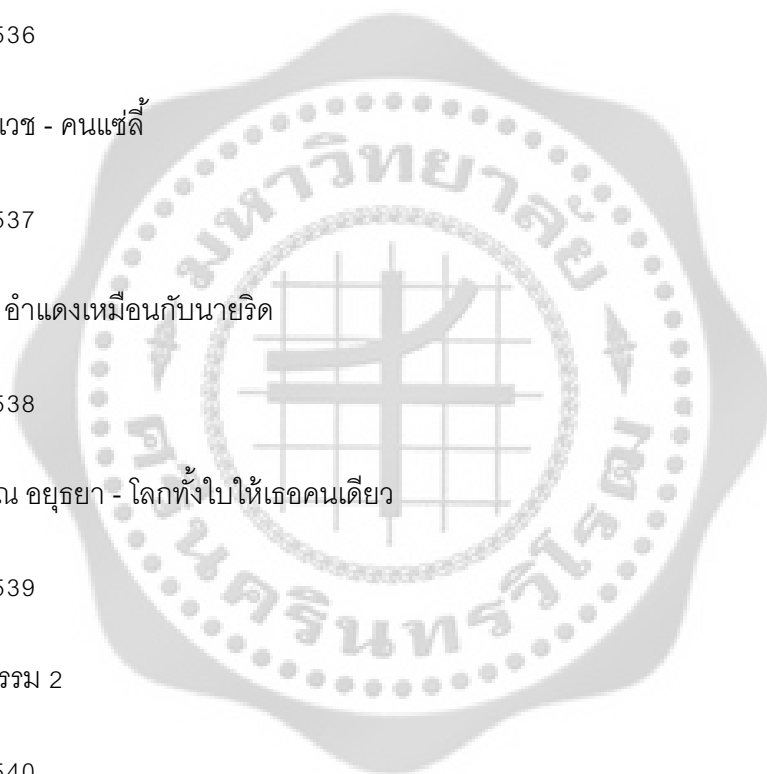 536
เวช - คนแซ่ลี้
537
อำแดงเหมือนกับนายริด
538
ณ อยุธยา - โลกทั้งใบให้เธอคนเดียว
539
รรม 2
540
มหาวิทยาลัย
ศรีนครินทรวิโรฒ